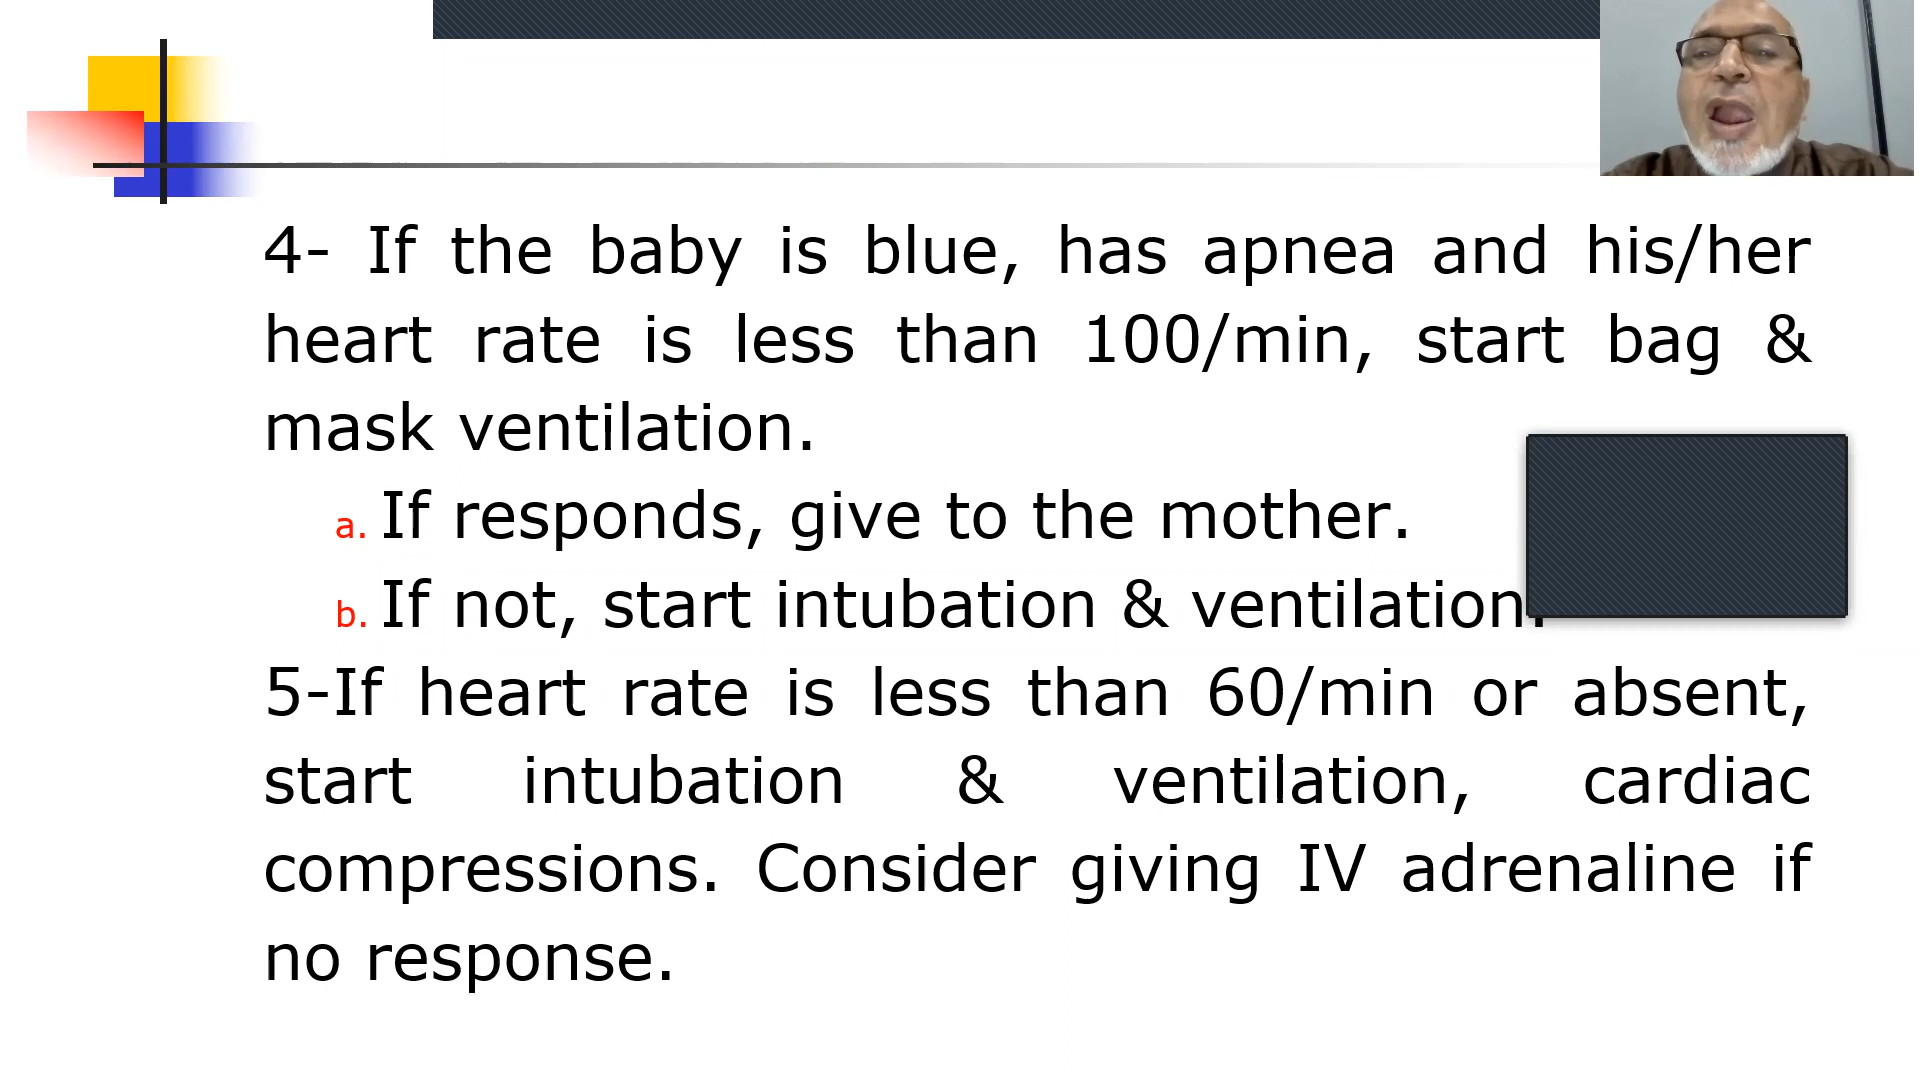 4- If the baby is blue, has apnea and his/her
heart rate is less than 100/min, start bag &
mask ventilation.
a. If responds, give to the mother.
b. If not, start intubation & ventilation.
5-If heart rate is less than 60/min or absent,
start intubation & ventilation, cardiac
compressions. Consider giving IV adrenaline if
no response.